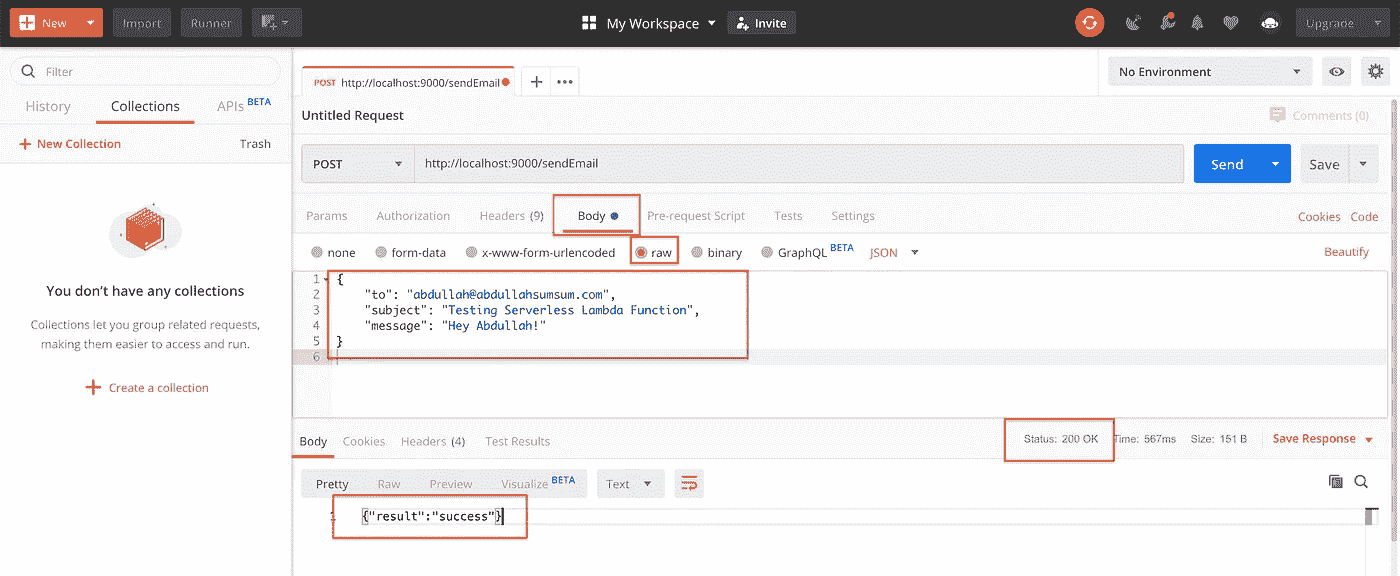 New Import Runner My Workspace Invite Upgrade
Filter
History Collections APIs BETA
New Collection Trash
You don't have any collections
Collections let you group related requests,
making them easier to access and run.
Create a collection
POST http://localhost:9000/sendEmail No Environment
Untitled Request Comments (0)
POST http://localhost:9000/sendEmail Send Save
Params Authorization Headers (9) Body Pre-request Script Tests Settings Cookies Code
none form-data x-www-form-urlencoded raw binary GraphQL BETA JSON Beautify
1 {
2 "to": "abdullah@abdullahsumsum.com",
3 "subject": "Testing Serverless Lambda Function",
4 "message": "Hey Abdullah!"
5 }
6
Body Cookies Headers (4) Test Results Status: 200 OK Time: 567ms Size: 151 B Save Response
Pretty Raw Preview Visualize BETA Text
1 {"result":"success"}